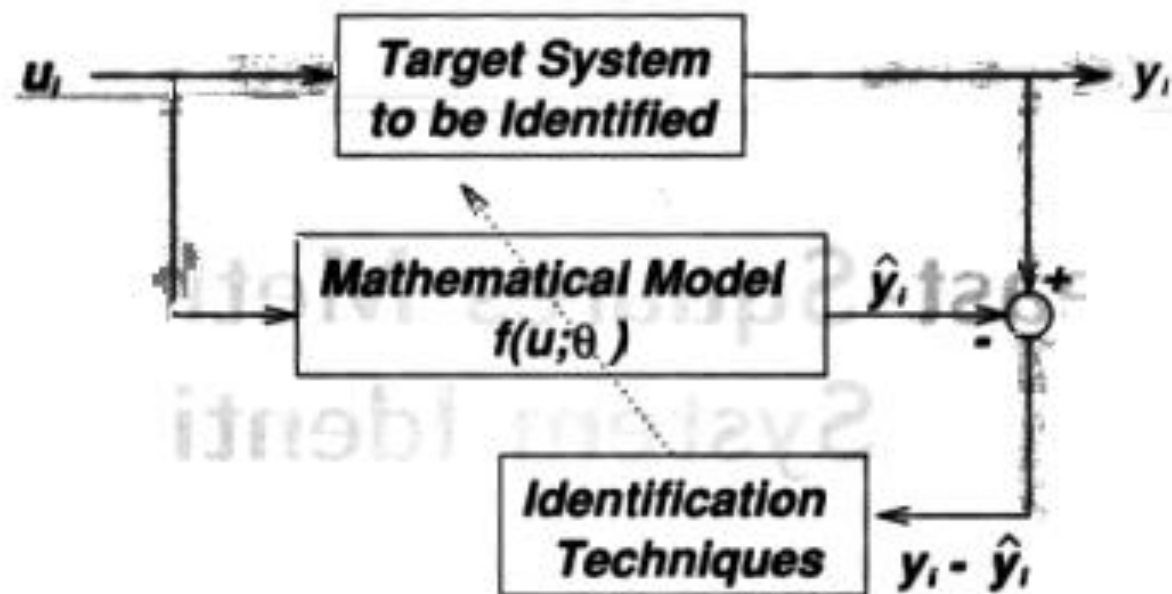 Target System
to be Identified
u_i
y_i
Mathematical Model
f(u;θ)
ŷ_i
+
-
Identification
Techniques
y_i - ŷ_i